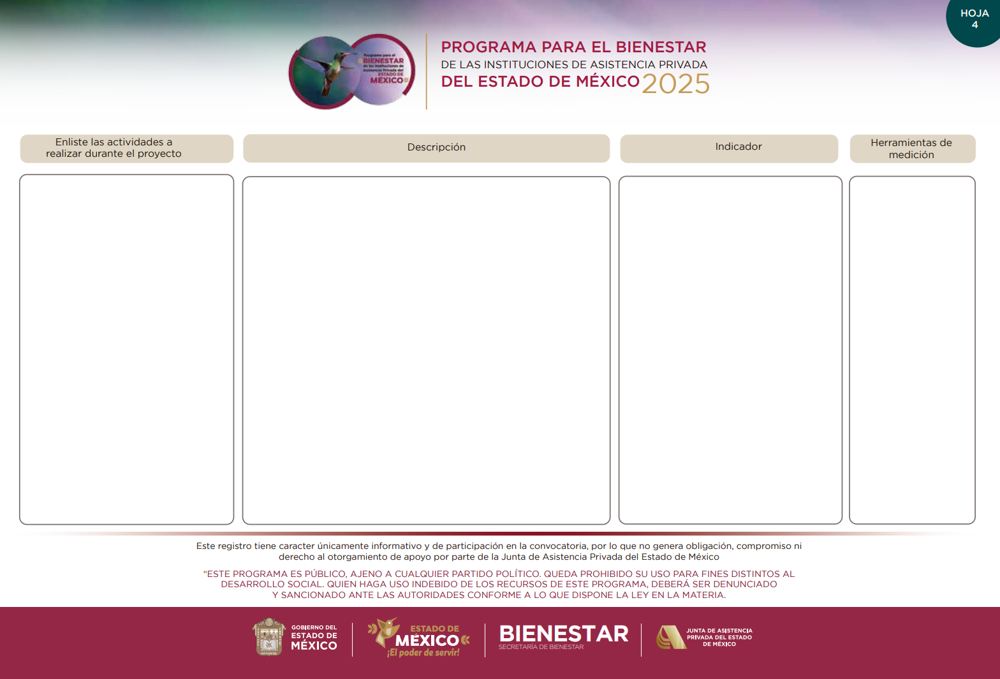 HOJA
4
Programa para el
BIENESTAR
de las Instituciones de
Asistencia Privada del
ESTADO DE
MÉXICO
PROGRAMA PARA EL BIENESTAR
DE LAS INSTITUCIONES DE ASISTENCIA PRIVADA
DEL ESTADO DE MÉXICO 2025
Enliste las actividades a
realizar durante el proyecto
Descripción
Indicador
Herramientas de
medición
Este registro tiene caracter únicamente informativo y de participación en la convocatoria, por lo que no genera obligación, compromiso ni
derecho al otorgamiento de apoyo por parte de la Junta de Asistencia Privada del Estado de México
“ESTE PROGRAMA ES PÚBLICO, AJENO A CUALQUIER PARTIDO POLÍTICO. QUEDA PROHIBIDO SU USO PARA FINES DISTINTOS AL
DESARROLLO SOCIAL. QUIEN HAGA USO INDEBIDO DE LOS RECURSOS DE ESTE PROGRAMA, DEBERÁ SER DENUNCIADO
Y SANCIONADO ANTE LAS AUTORIDADES CONFORME A LO QUE DISPONE LA LEY EN LA MATERIA.
GOBIERNO DEL
ESTADO DE
MÉXICO
ESTADO DE
MÉXICO
¡El poder de servir!
BIENESTAR
SECRETARÍA DE BIENESTAR
JUNTA DE ASISTENCIA
PRIVADA DEL ESTADO
DE MÉXICO